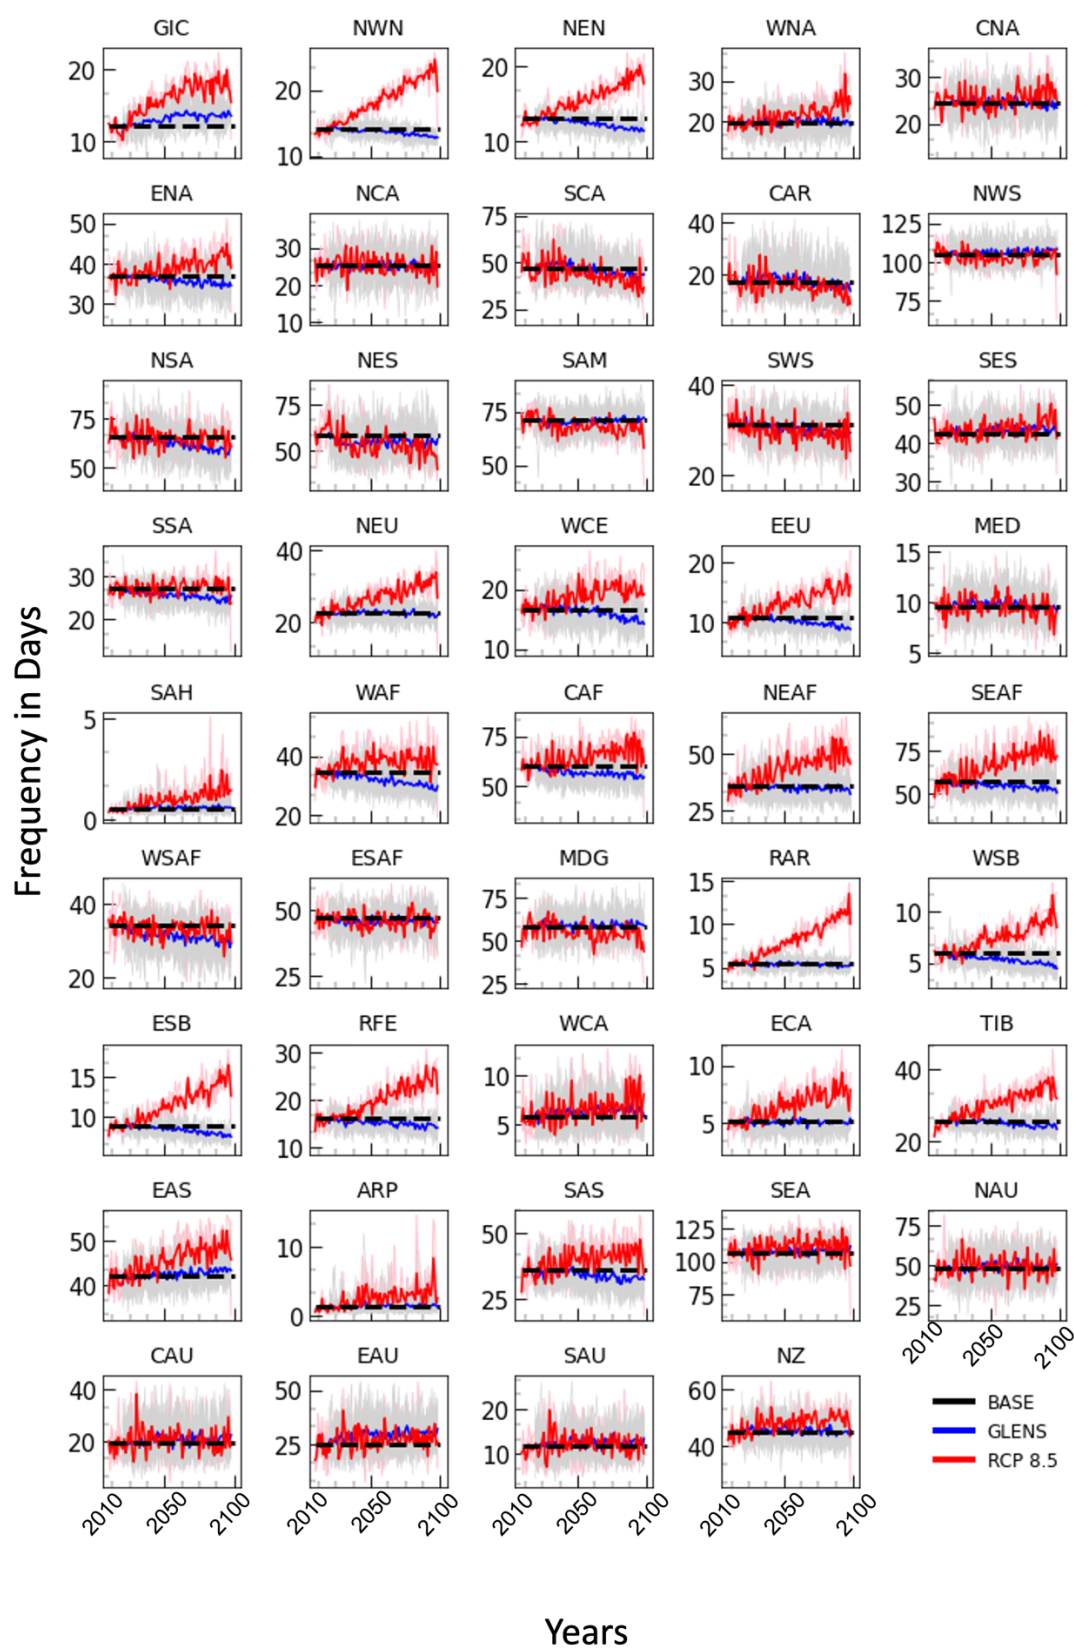 GIC NWN NEN WNA CNA
20 10
20 10
20 10
30 20
30 20
ENA NCA SCA CAR NWS
50 40 30
30 20 10
75 50 25
40 20
125 100 75
NSA NES SAM SWS SES
75 50
75 50
75 50
40 20
50 40 30
SSA NEU WCE EEU MED
30 20
40 20
20 10
20 10
15 10 5
SAH WAF CAF NEAF SEAF
5 0
40 20
75 50
50 25
75 50
WSAF ESAF MDG RAR WSB
40 20
50 25
75 50 25
15 10 5
10 5
ESB RFE WCA ECA TIB
15 10
30 20 10
10 5
10 5
40 20
EAS ARP SAS SEA NAU
50 40
10 0
50 25
125 100 75
75 50 25
2010 2050 2100
CAU EAU SAU NZ
40 20
50 25
20 10
60 40
2010 2050 2100
2010 2050 2100
2010 2050 2100
2010 2050 2100
BASE
GLENS
RCP 8.5
Frequency in Days
Years